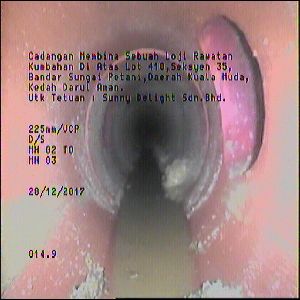 Cadangan Membina Sebuah Loji Rawatan
Kumbahan Di Atas Lot 410,Seksyen 35,
Bandar Sungai Petani,Daerah Kuala Muda,
Kedah Darul Aman.
Utk Tetuan : Sunny Delight Sdn.Bhd.
225mm/VCP
D/S
MH 02 TO
MH 03
28/12/2017
014.9